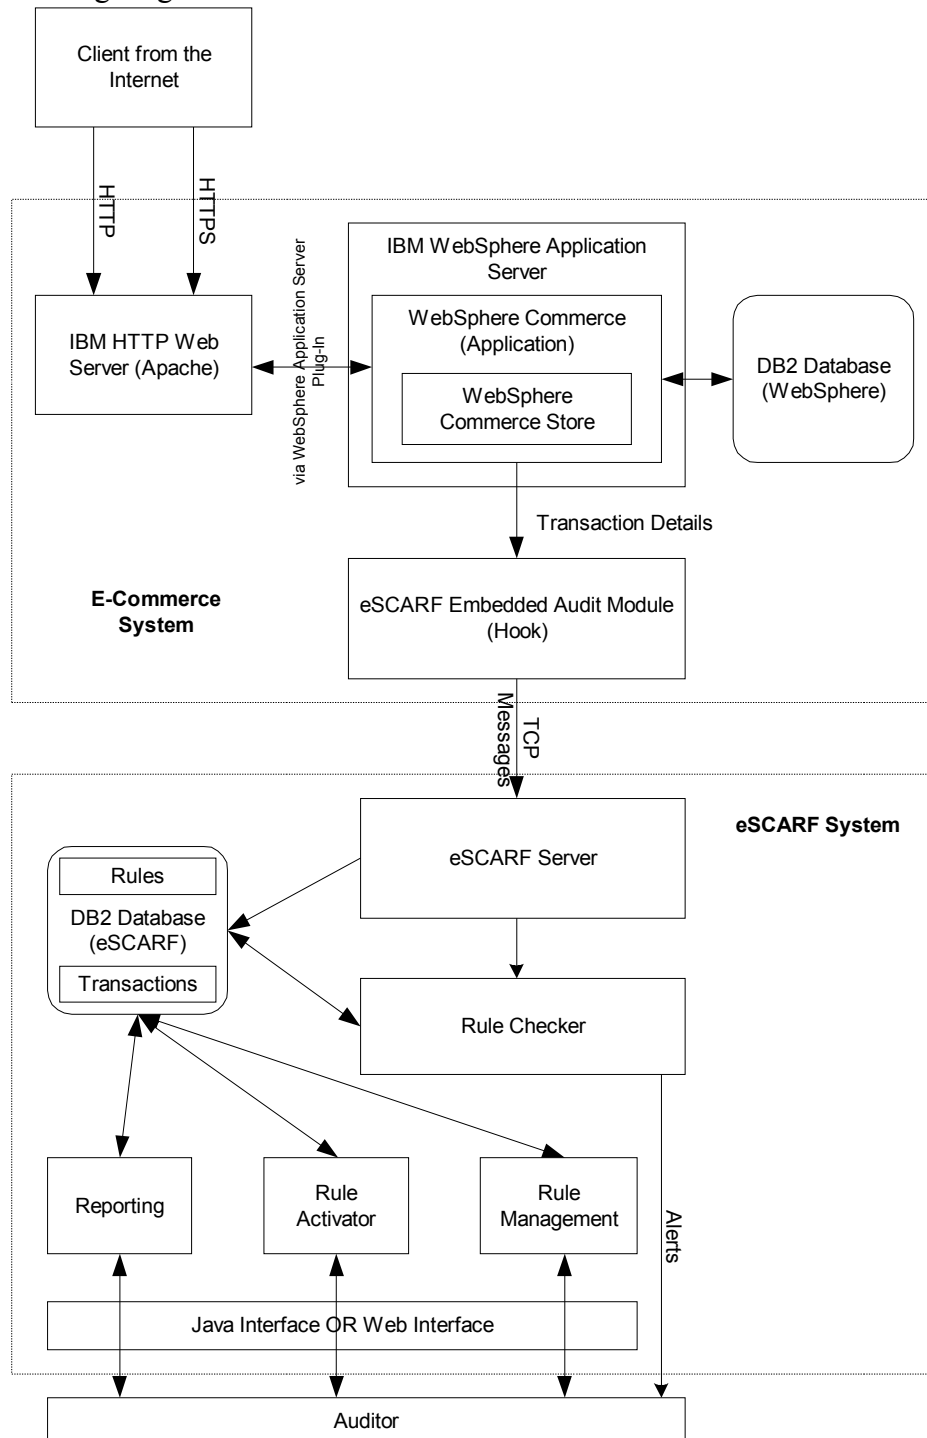 Client from the
Internet
HTTP
HTTPS
IBM WebSphere Application
Server
IBM HTTP Web
Server (Apache)
via WebSphere Application Server
Plug-In
WebSphere Commerce
(Application)
WebSphere
Commerce Store
DB2 Database
(WebSphere)
Transaction Details
E-Commerce
System
eSCARF Embedded Audit Module
(Hook)
TCP
Messages
eSCARF System
eSCARF Server
Rules
DB2 Database
(eSCARF)
Transactions
Rule Checker
Reporting
Rule
Activator
Rule
Management
Alerts
Java Interface OR Web Interface
Auditor